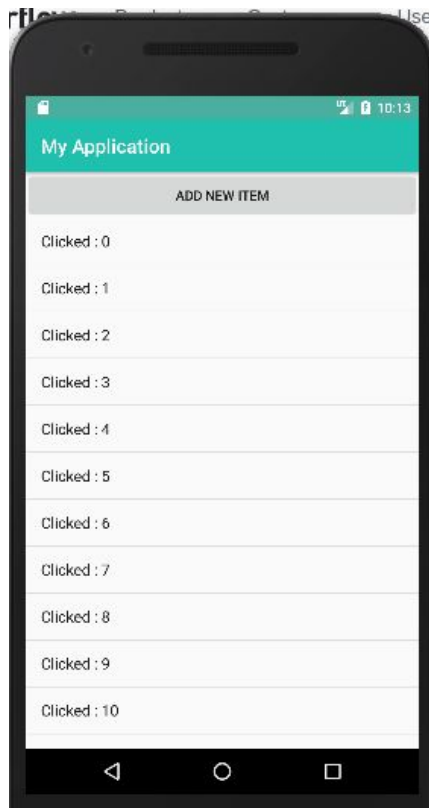 10:13
My Application
ADD NEW ITEM
Clicked : 0
Clicked : 1
Clicked : 2
Clicked : 3
Clicked : 4
Clicked : 5
Clicked : 6
Clicked : 7
Clicked : 8
Clicked : 9
Clicked : 10